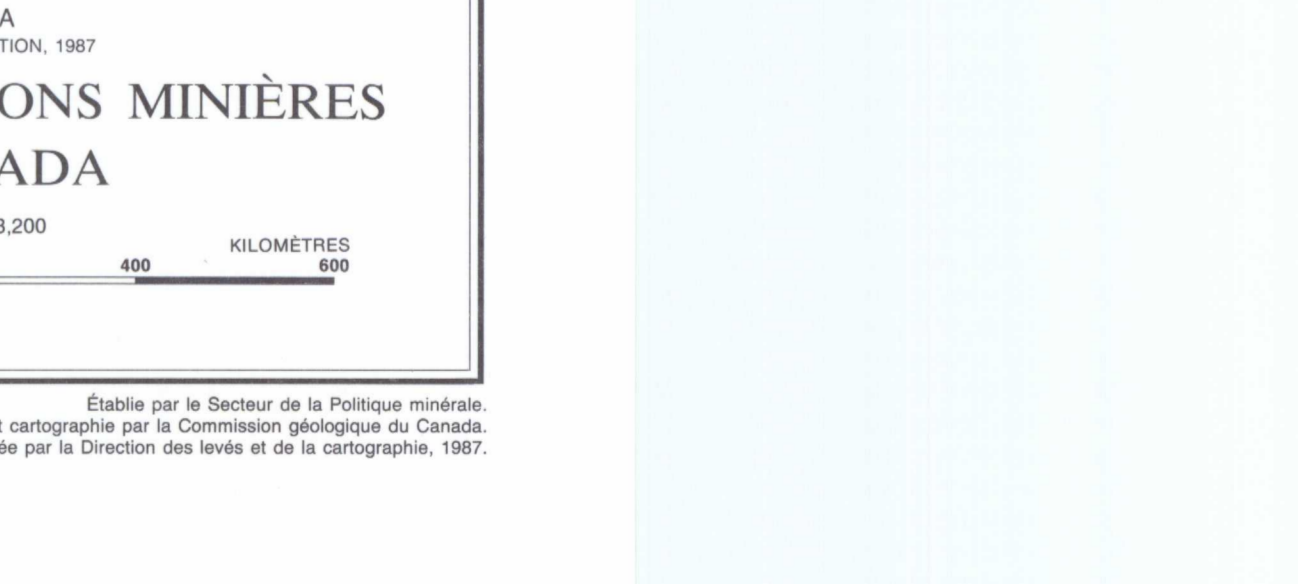 A
TION, 1987
ONS MINIÈRES
ADA
3,200
KILOMÈTRES
400 600
Établie par le Secteur de la Politique minérale.
t cartographie par la Commission géologique du Canada.
ée par la Direction des levés et de la cartographie, 1987.